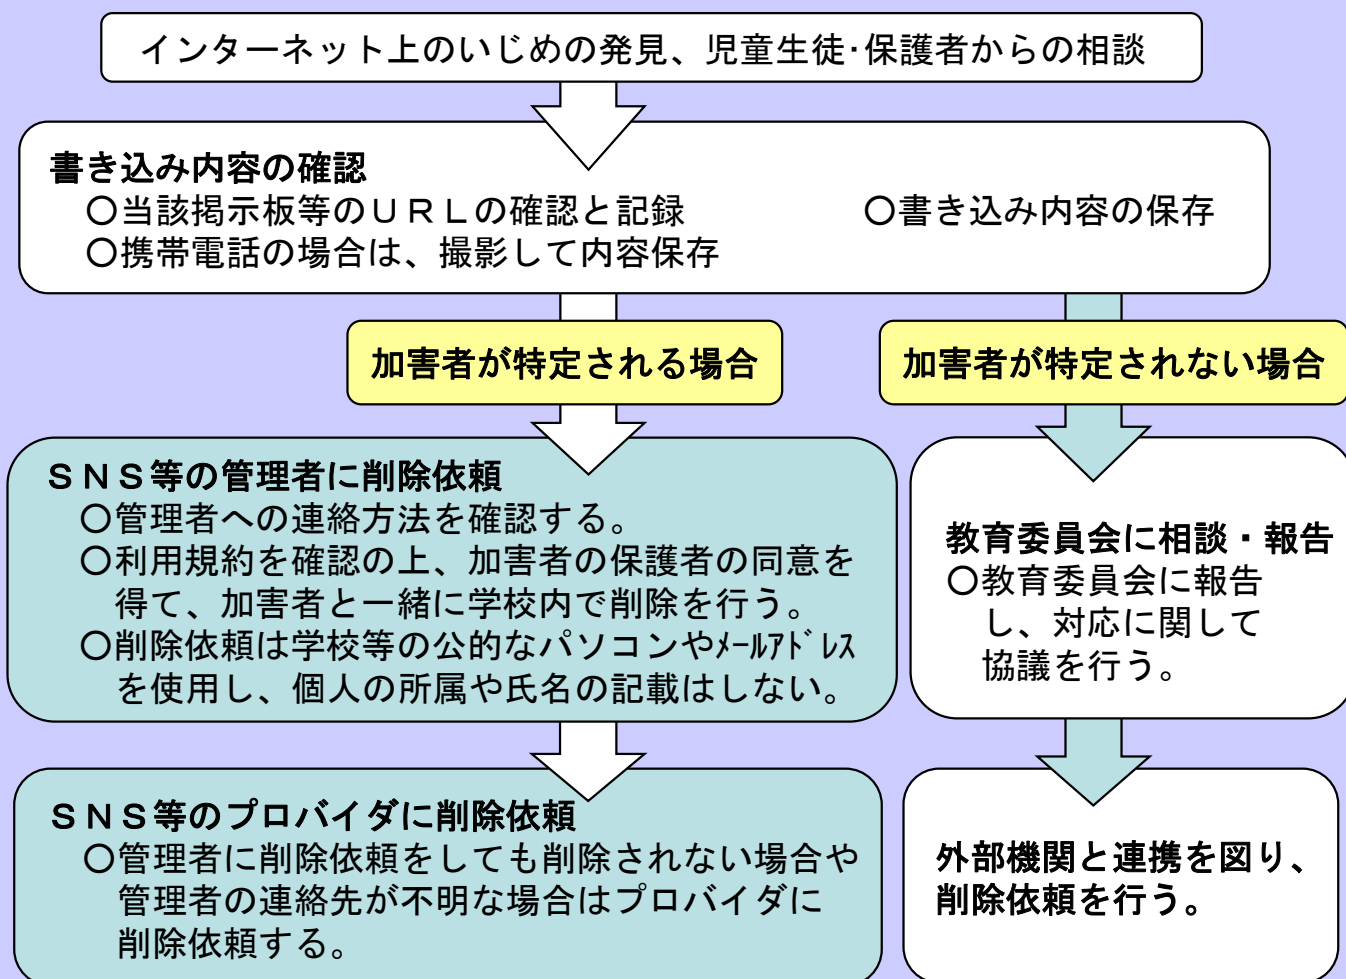 インターネット上のいじめの発見、児童生徒･保護者からの相談
書き込み内容の確認
○当該掲示板等のＵＲＬの確認と記録　○書き込み内容の保存
○携帯電話の場合は、撮影して内容保存
加害者が特定される場合
加害者が特定されない場合
ＳＮＳ等の管理者に削除依頼
○管理者への連絡方法を確認する。
○利用規約を確認の上、加害者の保護者の同意を
得て、加害者と一緒に学校内で削除を行う。
○削除依頼は学校等の公的なパソコンやﾒｰﾙｱﾄﾞﾚｽ
を使用し、個人の所属や氏名の記載はしない。
教育委員会に相談・報告
○教育委員会に報告
し、対応に関して
協議を行う。
ＳＮＳ等のプロバイダに削除依頼
○管理者に削除依頼をしても削除されない場合や
管理者の連絡先が不明な場合はプロバイダに
削除依頼する。
外部機関と連携を図り、
削除依頼を行う。